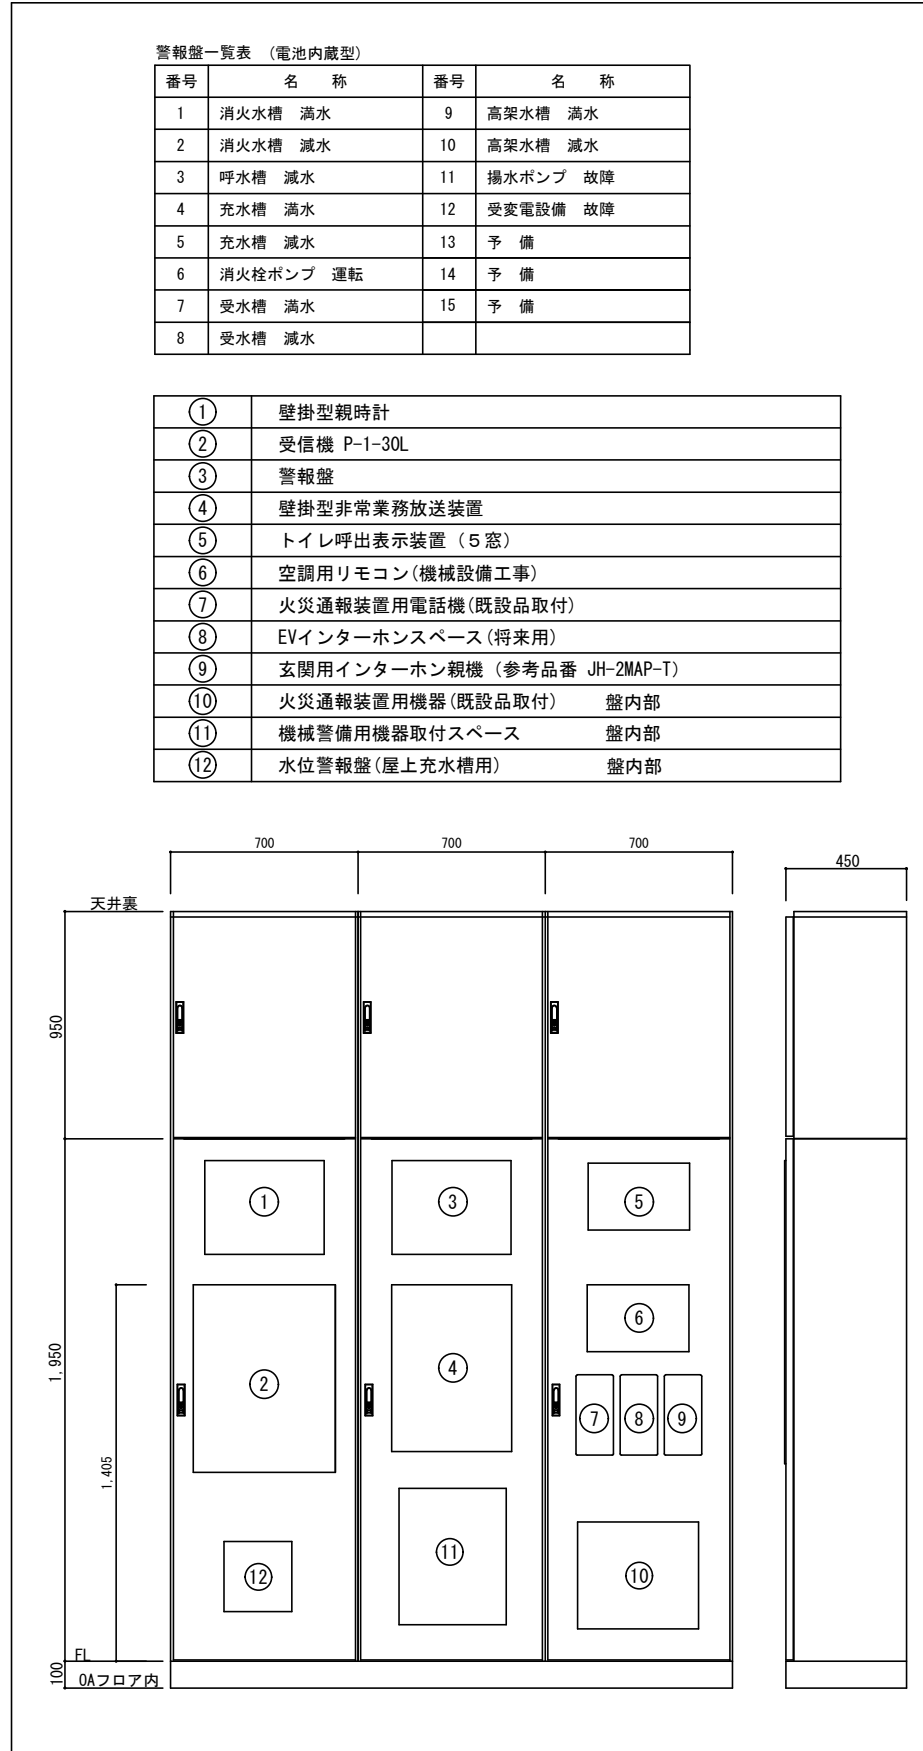 警報盤一覧表　(電池内蔵型)
番号　名　　称　番号　名　　称
1　消火水槽　満水　9　高架水槽　満水
2　消火水槽　減水　10　高架水槽　減水
3　呼水槽　減水　11　揚水ポンプ　故障
4　充水槽　満水　12　受変電設備　故障
5　充水槽　減水　13　予　備
6　消火栓ポンプ　運転　14　予　備
7　受水槽　満水　15　予　備
8　受水槽　減水
①　壁掛型親時計
②　受信機 P-1-30L
③　警報盤
④　壁掛型非常業務放送装置
⑤　トイレ呼出表示装置（５窓）
⑥　空調用リモコン(機械設備工事)
⑦　火災通報装置用電話機(既設品取付)
⑧　EVインターホンスペース(将来用)
⑨　玄関用インターホン親機（参考品番 JH-2MAP-T）
⑩　火災通報装置用機器(既設品取付)　盤内部
⑪　機械警備用機器取付スペース　盤内部
⑫　水位警報盤(屋上充水槽用)　盤内部
700　700　700
450
天井裏
950
①　③　⑤
⑥
1,950
②　④
⑦　⑧　⑨
1,405
⑫　⑪　⑩
FL
100
OAフロア内